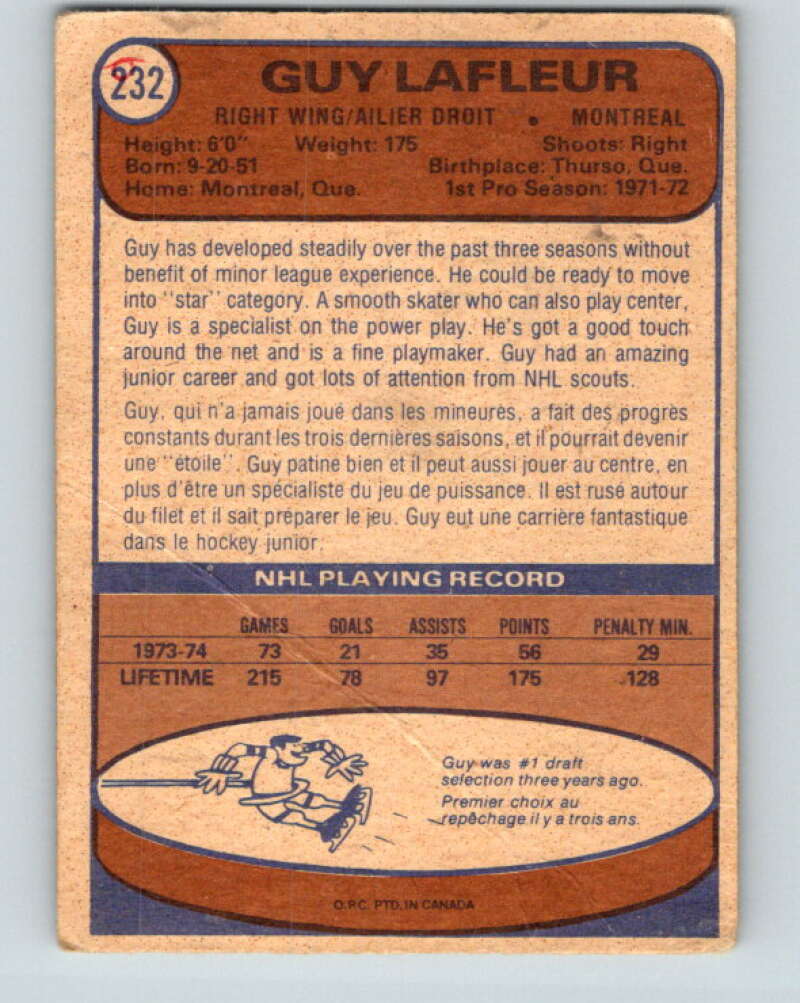 232
GUY LAFLEUR
RIGHT WING/AILIER DROIT • MONTREAL
Height: 6'0" Weight: 175 Shoots: Right
Born: 9-20-51 Birthplace: Thurso, Que.
Home: Montreal, Que. 1st Pro Season: 1971-72
Guy has developed steadily over the past three seasons without
benefit of minor league experience. He could be ready to move
into "star" category. A smooth skater who can also play center,
Guy is a specialist on the power play. He's got a good touch
around the net and is a fine playmaker. Guy had an amazing
junior career and got lots of attention from NHL scouts.
Guy, qui n'a jamais joué dans les mineures, a fait des progrès
constants durant les trois dernières saisons, et il pourrait devenir
une "étoile". Guy patine bien et il peut aussi jouer au centre, en
plus d'être un spécialiste du jeu de puissance. Il est rusé autour
du filet et il sait préparer le jeu. Guy eut une carrière fantastique
dans le hockey junior.
NHL PLAYING RECORD
GAMES GOALS ASSISTS POINTS PENALTY MIN.
1973-74 73 21 35 56 29
LIFETIME 215 78 97 175 128
Guy was #1 draft
selection three years ago.
Premier choix au
repêchage il y a trois ans.
O.P.C. PTD. IN CANADA